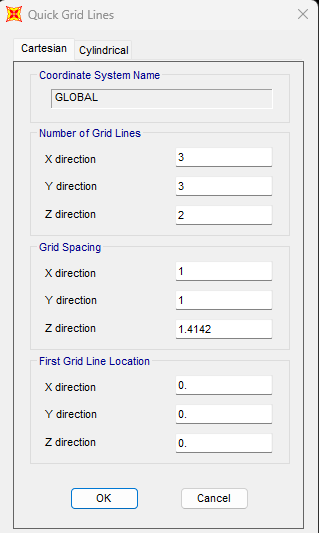 Quick Grid Lines
Cartesian Cylindrical
Coordinate System Name
GLOBAL
Number of Grid Lines
X direction 3
Y direction 3
Z direction 2
Grid Spacing
X direction 1
Y direction 1
Z direction 1.4142
First Grid Line Location
X direction 0.
Y direction 0.
Z direction 0.
OK Cancel